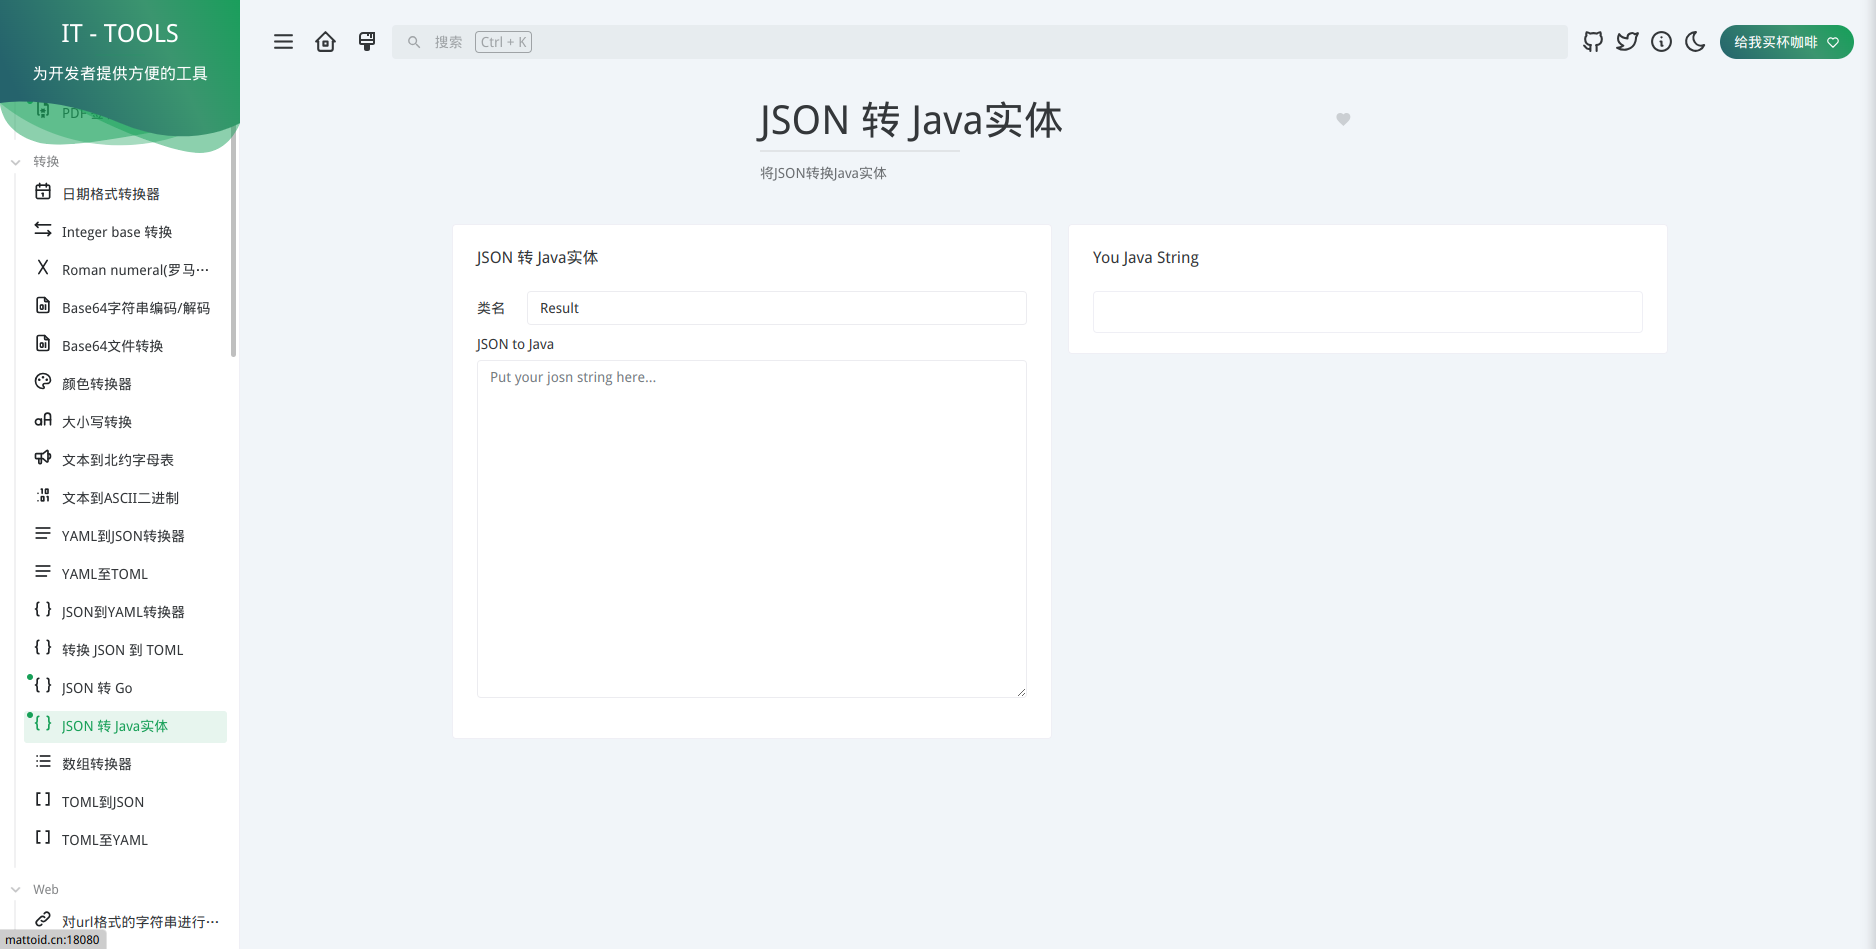 IT - TOOLS
为开发者提供方便的工具
PDF
转换
日期格式转换器
Integer base 转换
Roman numeral(罗马···
Base64字符串编码/解码
Base64文件转换
颜色转换器
大小写转换
文本到北约字母表
文本到ASCII二进制
YAML到JSON转换器
YAML至TOML
JSON到YAML转换器
转换 JSON 到 TOML
JSON 转 Go
JSON 转 Java实体
数组转换器
TOML到JSON
TOML至YAML
Web
对url格式的字符串进行···
mattoid.cn:18080
搜索 Ctrl + K
给我买杯咖啡
JSON 转 Java实体
将JSON转换Java实体
JSON 转 Java实体
类名 Result
JSON to Java
Put your josn string here...
You Java String